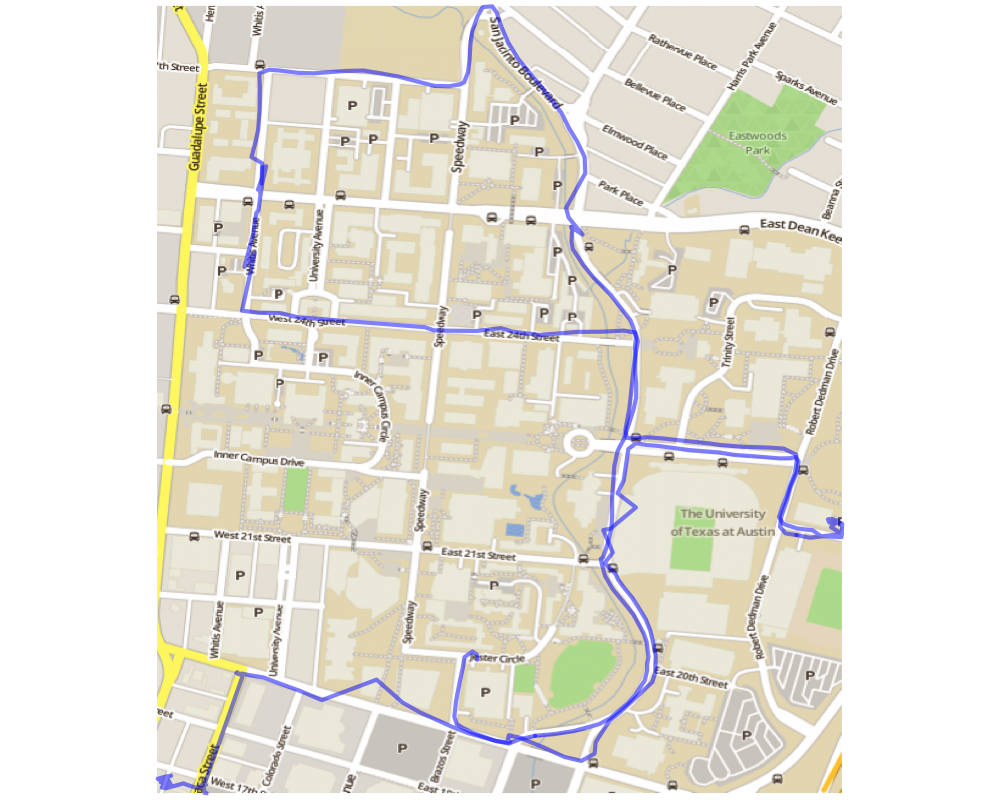 San Jacinto Boulevard
Whitis A
Rathervue Place
Harris Park Avenue
'th Street
Sparks Avenue
Bellevue Place
Guadalupe Street
P
P
P
P
P
P
P
Speedway
Elmwood Place
Eastwoods
Park
Park Place
P
P
Whitis Avenue
University Avenue
East Dean Kee
P
P
P
P
P
P
P
P
West 24th Street
East 24th Street
Speedway
Trinity Street
Robert Dedman Drive
P
P
P
Inner Campus Circle
Inner Campus Drive
Speedway
The University
of Texas at Austin
West 21st Street
East 21st Street
P
P
P
Whitis Avenue
University Avenue
Speedway
Robert Dedman Drive
Jester Circle
East 20th Street
P
P
P
P
P
Colorado Street
Brazos Street
West 17th